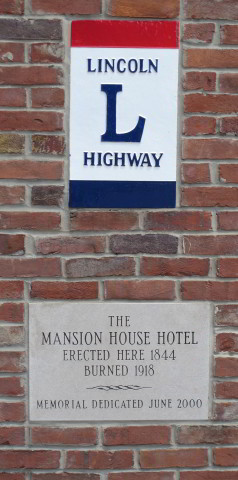 LINCOLN
L
HIGHWAY
THE
MANSION HOUSE HOTEL
ERECTED HERE 1844
BURNED 1918
MEMORIAL DEDICATED JUNE 2000